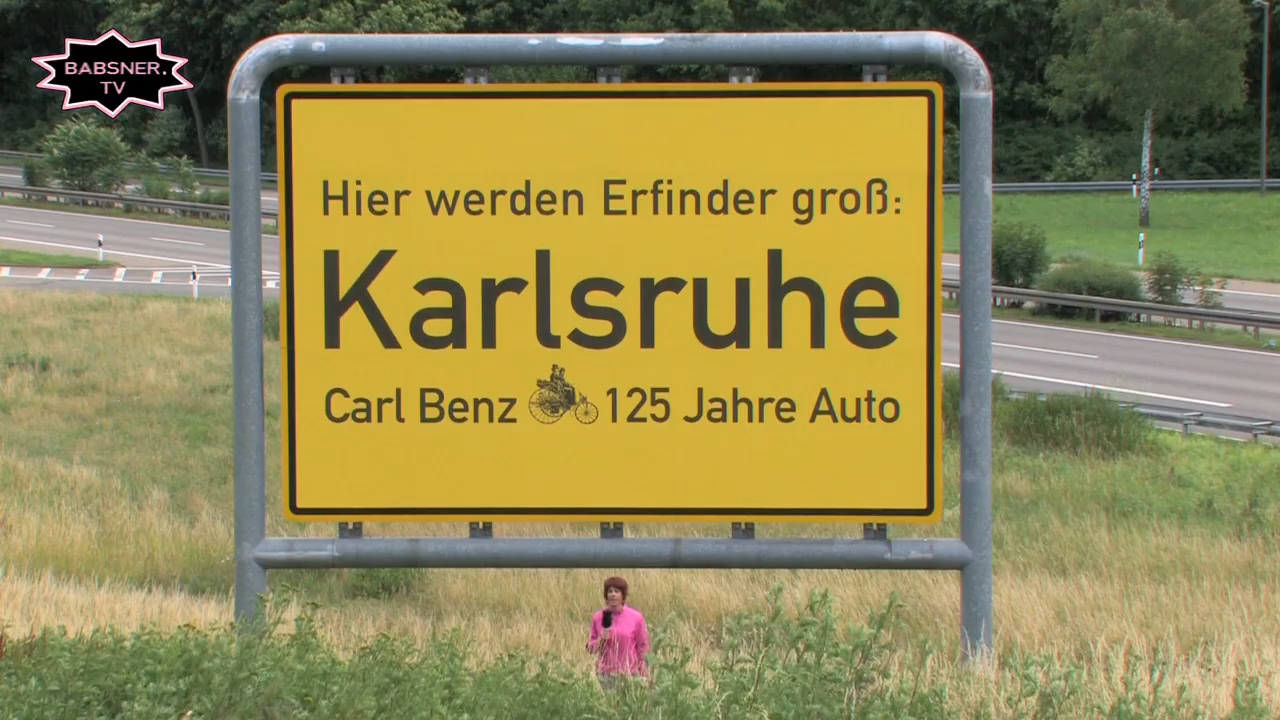 BABSNER.
TV
Hier werden Erfinder groß:
Karlsruhe
Carl Benz 125 Jahre Auto